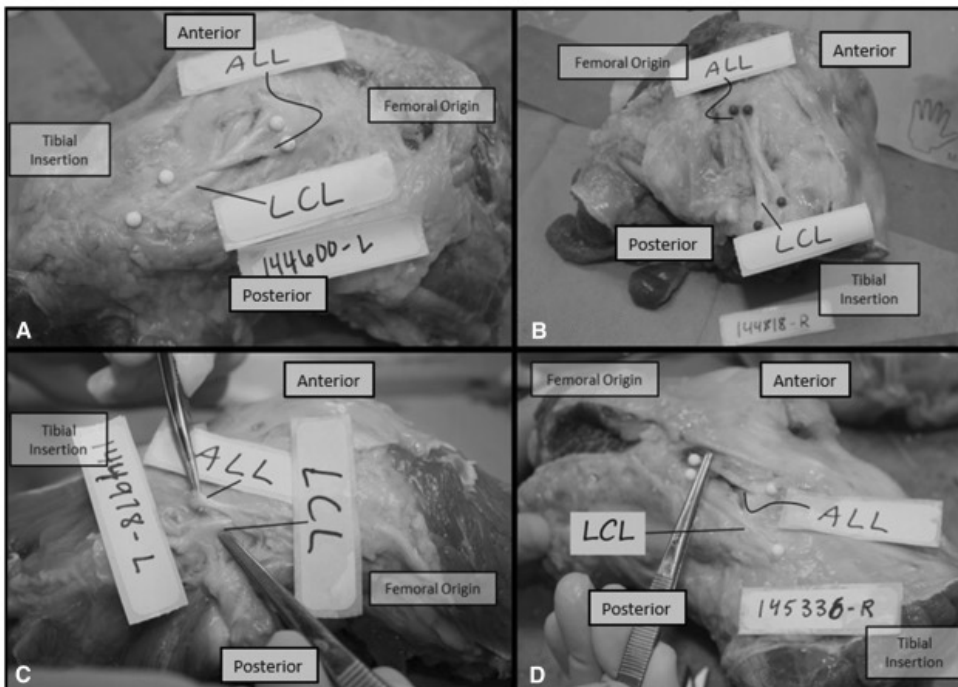 Anterior
ALL
Femoral Origin
Tibial
Insertion
LCL
144600-L
Posterior
A
Femoral Origin
Anterior
ALL
Posterior
LCL
Tibial
Insertion
144818-R
B
Anterior
Tibial
Insertion
144978-L
ALL
LCL
Femoral Origin
Posterior
C
Femoral Origin
Anterior
ALL
LCL
Posterior
145336-R
Tibial
Insertion
D